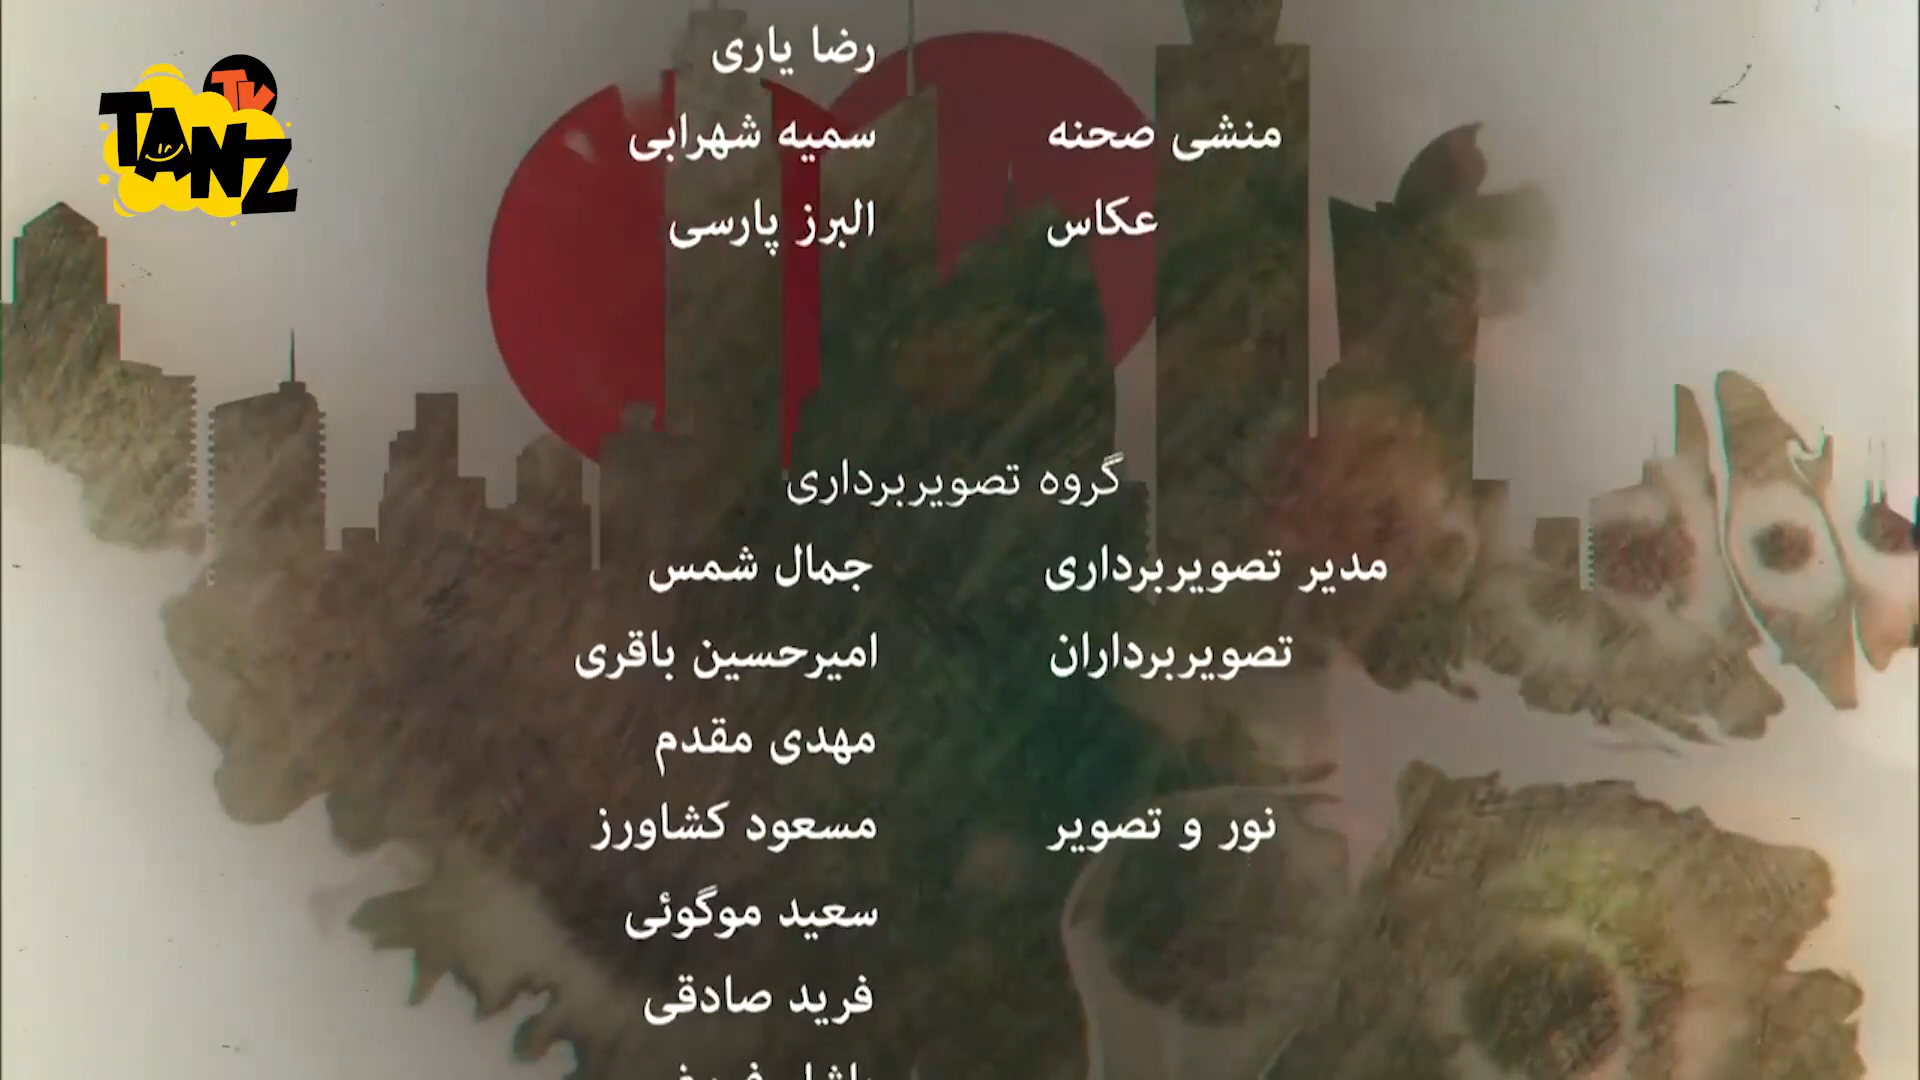 TANZ TV
رضا یاری
منشی صحنه سمیه شهرابی
عکاس البرز پارسی
گروه تصویربرداری
مدیر تصویربرداری جمال شمس
تصویربرداران امیرحسین باقری
مهدی مقدم
نور و تصویر مسعود کشاورز
سعید موگوئی
فرید صادقی